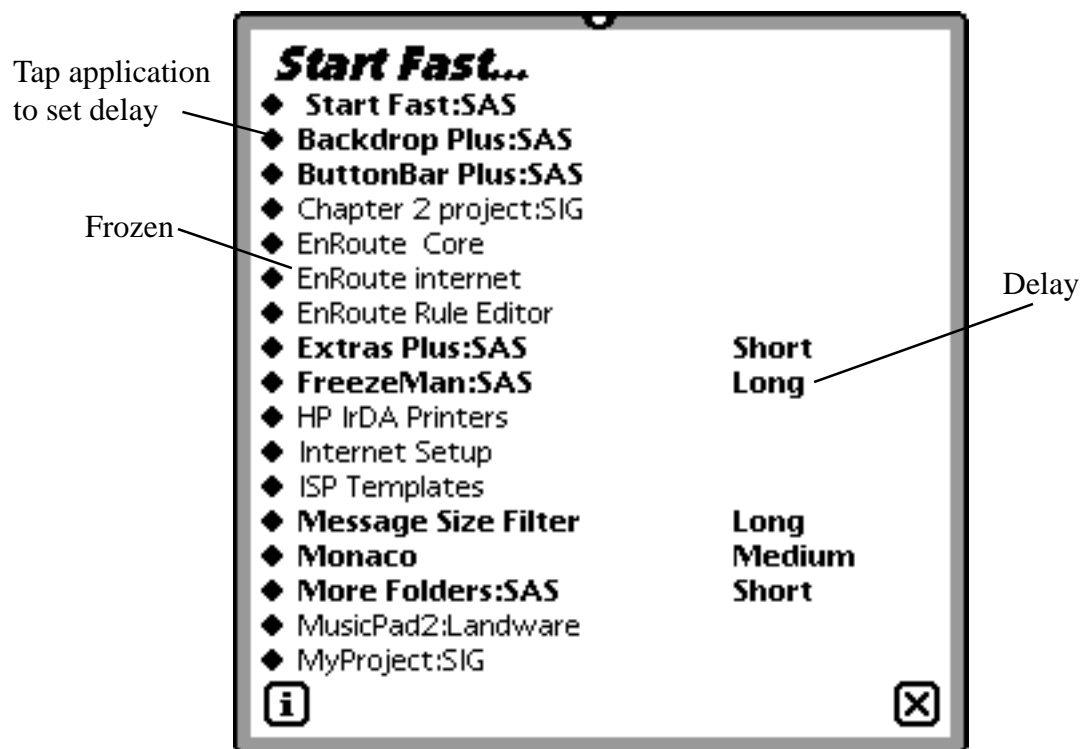 Start Fast...
Tap application
to set delay
Start Fast:SAS
Backdrop Plus:SAS
ButtonBar Plus:SAS
Chapter 2 project:SIG
Frozen
EnRoute  Core
EnRoute internet
EnRoute Rule Editor
Delay
Extras Plus:SAS Short
FreezeMan:SAS Long
HP IrDA Printers
Internet Setup
ISP Templates
Message Size Filter Long
Monaco Medium
More Folders:SAS Short
MusicPad2:Landware
MyProject:SIG
i